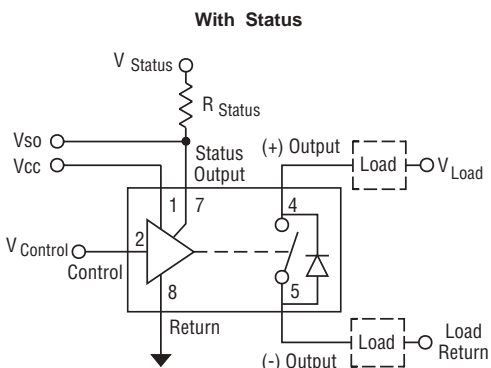 With Status
V Status
R Status
Vso
Status
Output
(+) Output
Load
V Load
Vcc
1 7
4
V Control
2
Control
8
5
Return
Load
Load
Return
(-) Output